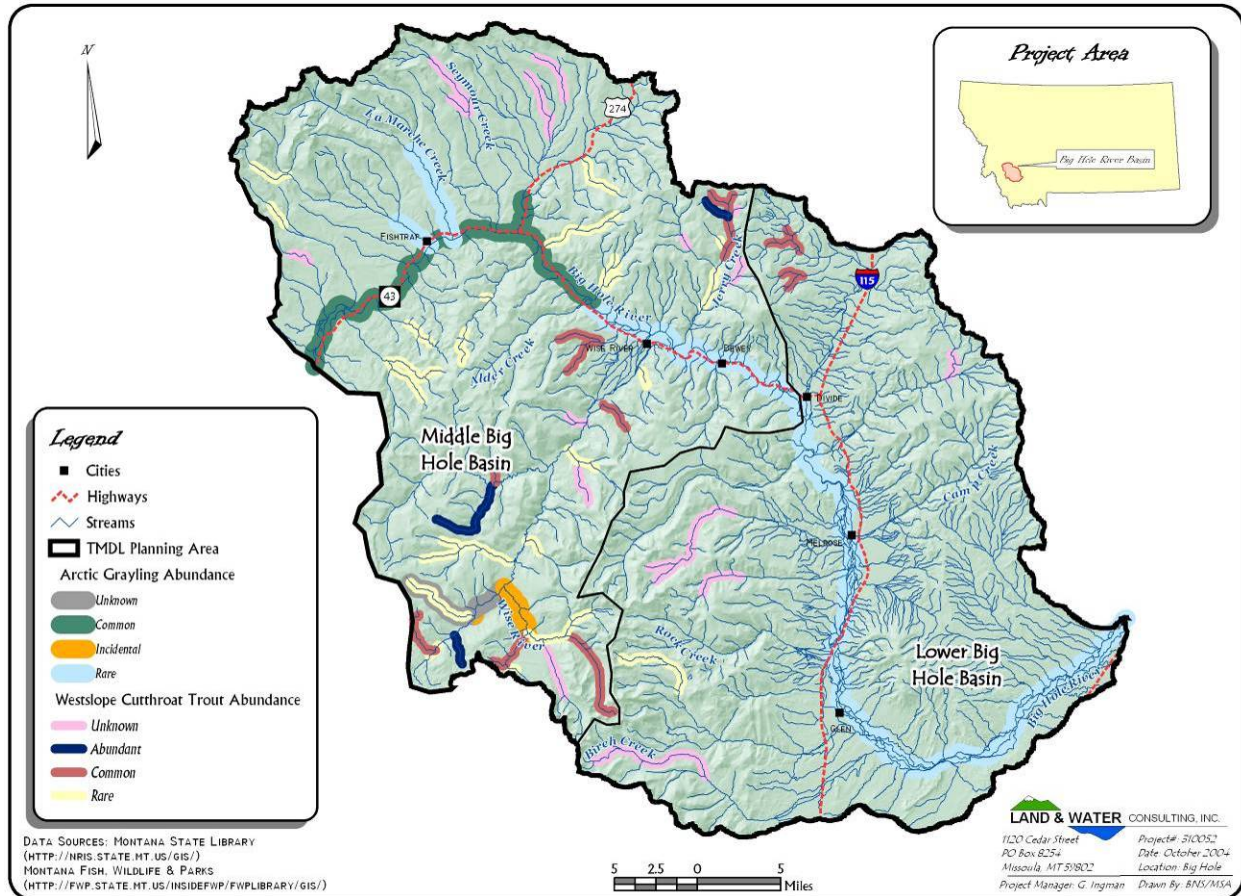 N
Project Area
Big Hole River Basin
274
Seymour Creek
La Marche Creek
FISHTRAP
43
Big Hole River
Jerry Creek
115
WISE RIVER
DEWEY
DIVIDE
Alder Creek
Middle Big
Hole Basin
Camp Creek
MELROSE
Wise River
Rock Creek
Lower Big
Hole Basin
Big Hole River
GLEN
Birch Creek
Legend
Cities
Highways
Streams
TMDL Planning Area
Arctic Grayling Abundance
Unknown
Common
Incidental
Rare
Westslope Cutthroat Trout Abundance
Unknown
Abundant
Common
Rare
DATA SOURCES: MONTANA STATE LIBRARY
(HTTP://NRIS.STATE.MT.US/GIS/)
MONTANA FISH, WILDLIFE & PARKS
(HTTP://FWP.STATE.MT.US/INSIDEFWP/FWPLIBRARY/GIS/)
5 2.5 0 5
Miles
LAND & WATER CONSULTING, INC.
1120 Cedar Street Project#: 310052
PO Box 8254 Date: October 2004
Missoula, MT 59802 Location: Big Hole
Project Manager: G. Ingman Drawn By: BNS/MSA